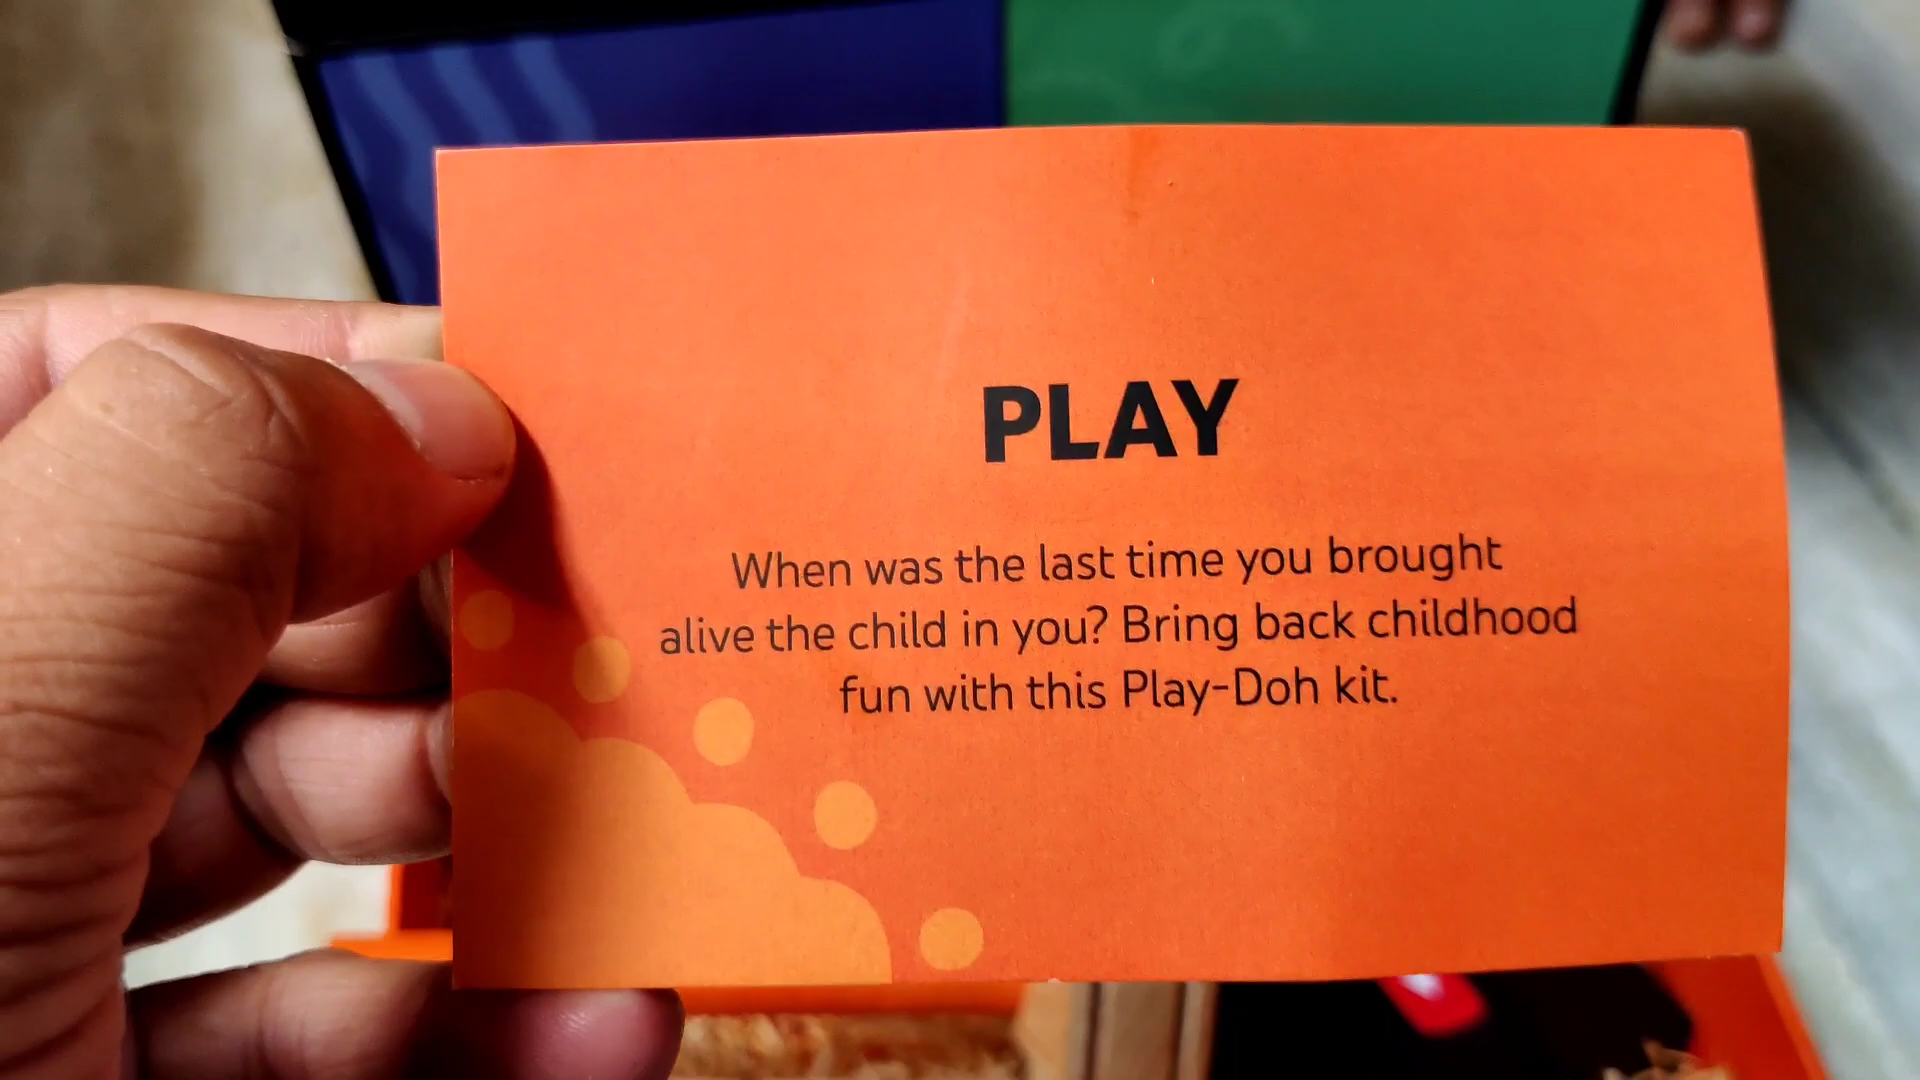 PLAY
When was the last time you brought
alive the child in you? Bring back childhood
fun with this Play-Doh kit.